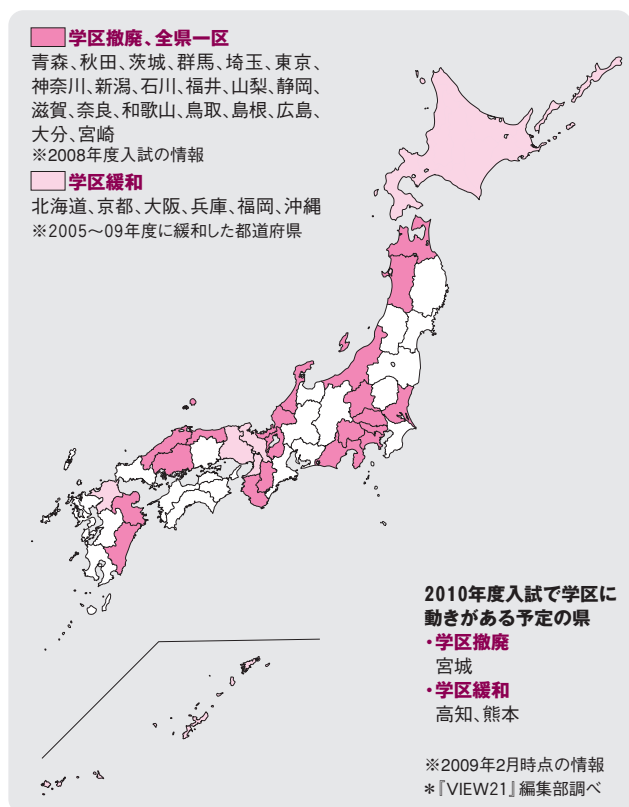 学区撤廃、全県一区
青森、秋田、茨城、群馬、埼玉、東京、
神奈川、新潟、石川、福井、山梨、静岡、
滋賀、奈良、和歌山、鳥取、島根、広島、
大分、宮崎
※2008年度入試の情報
学区緩和
北海道、京都、大阪、兵庫、福岡、沖縄
※2005〜09年度に緩和した都道府県
2010年度入試で学区に
動きがある予定の県
・学区撤廃
宮城
・学区緩和
高知、熊本
※2009年2月時点の情報
＊『VIEW21』編集部調べ